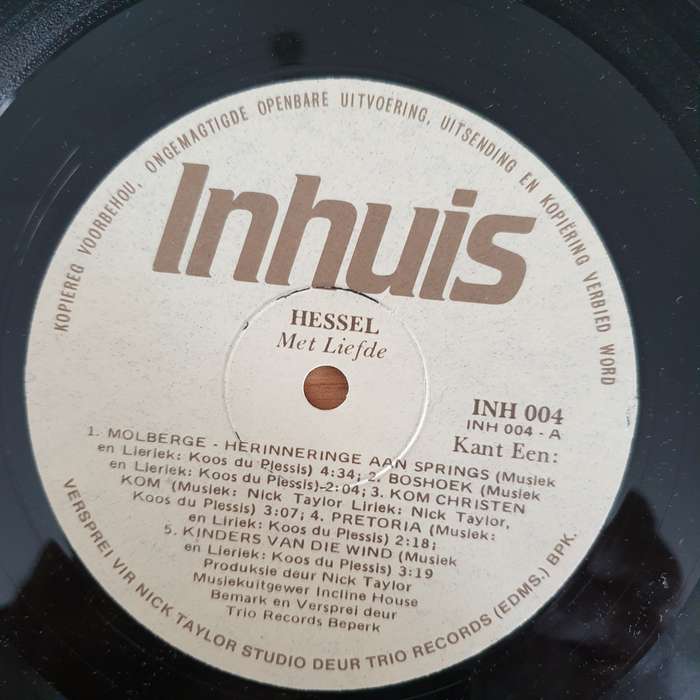 KOPIEREG VOORBEHOU, ONGEMAGTIGDE OPENBARE UITVOERING, UITSENDING EN KOPIËRING VERBIED WORD
Inhuis
HESSEL
Met Liefde
INH 004
INH 004 - A
Kant Een:
1. MOLBERGE - HERINNERINGE AAN SPRINGS (Musiek
en Lieriek: Koos du Plessis) 4:34; 2. BOSHOEK (Musiek
en Lieriek: Koos du Plessis)-2:04; 3. KOM CHRISTEN
KOM (Musiek: Nick Taylor Liriek: Nick Taylor,
Koos du Plessis) 3:07; 4. PRETORIA (Musiek:
en Liriek: Koos du Plessis) 2:18;
5. KINDERS VAN DIE WIND (Musiek
en Lieriek: Koos du Plessis) 3:19
Produksie deur Nick Taylor
Musiekuitgewer Incline House
Bemark en Versprei deur
Trio Records Beperk
VERSPREI VIR NICK TAYLOR STUDIO DEUR TRIO RECORDS (EDMS.) BPK.